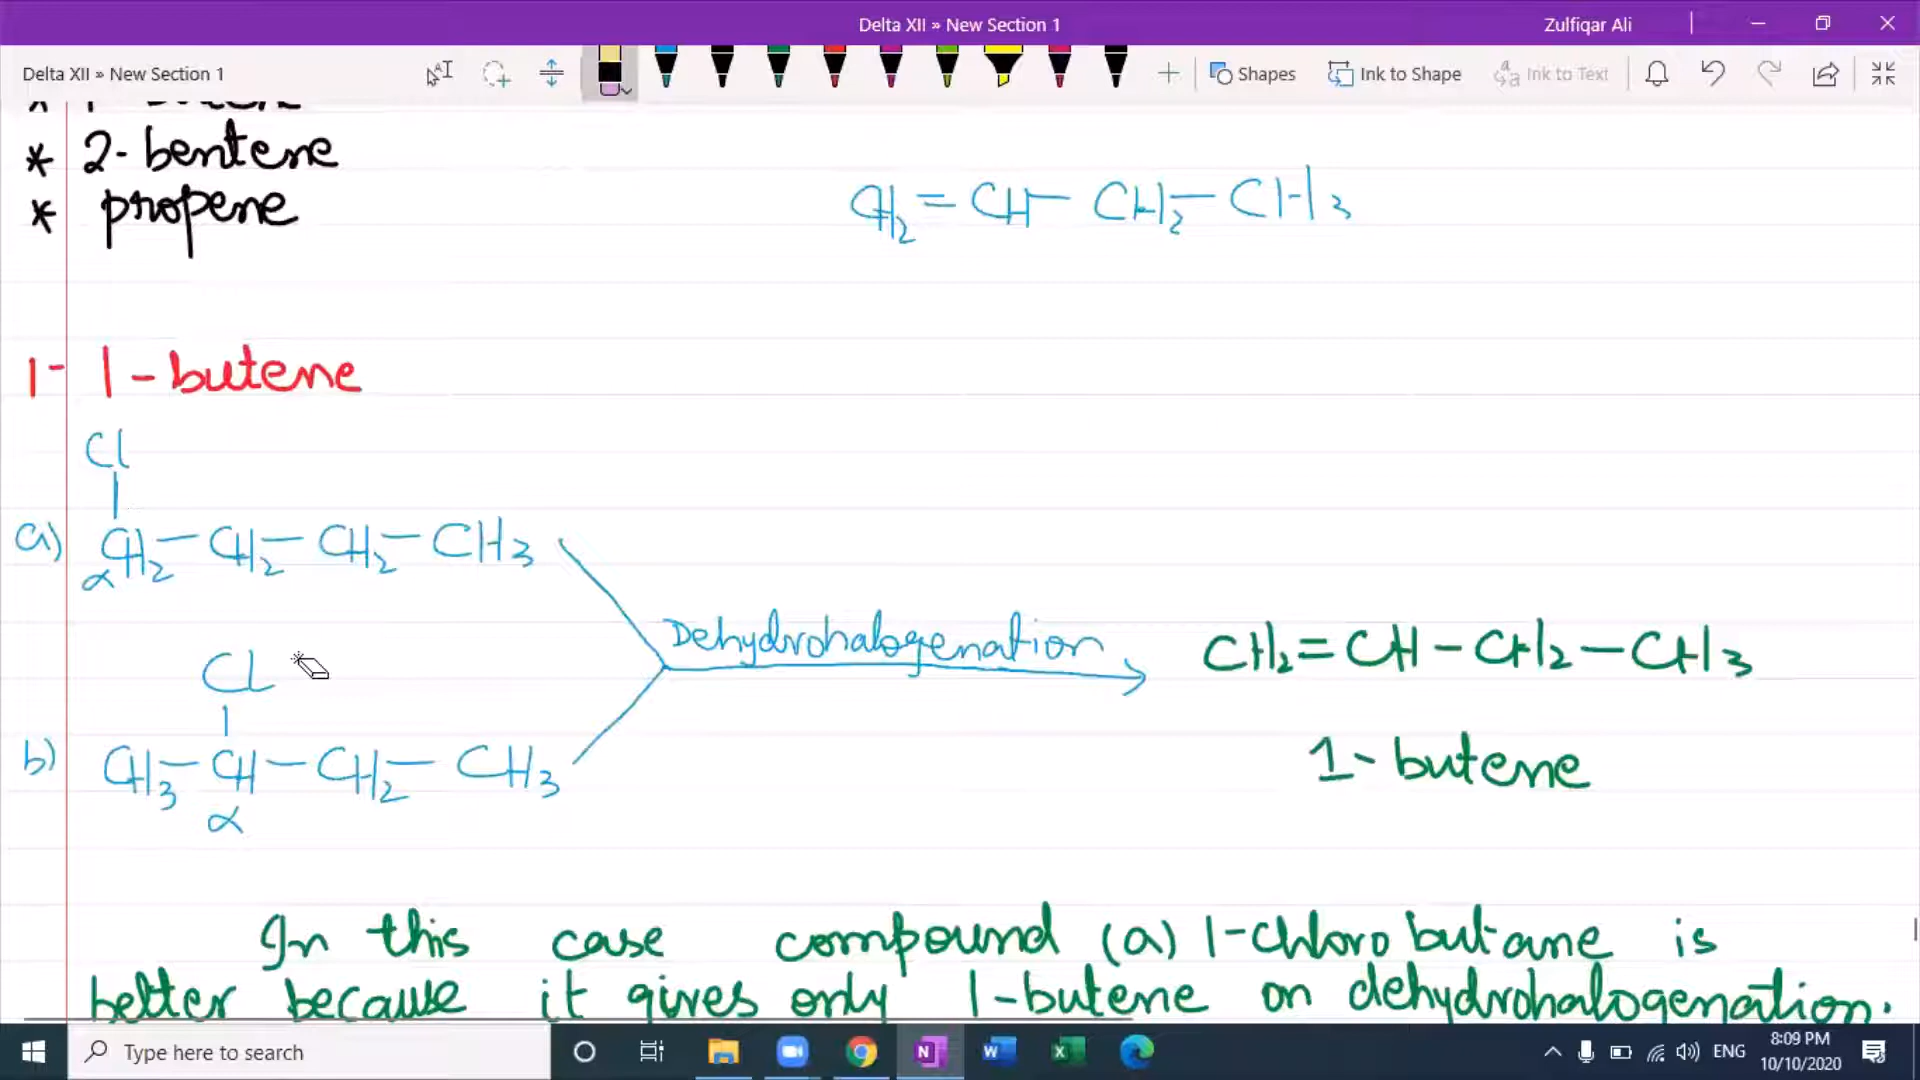 Delta XII » New Section 1
Zulfiqar Ali
Delta XII » New Section 1
Shapes
Ink to Shape
Ink to Text
* 2- bentene
* propene
CH2 = CH - CH2 - CH3
1- 1 - butene
Cl
a) CH2 - CH2 - CH2 - CH3
α
Dehydrohalogenation
CH2 = CH - CH2 - CH3
Cl
b) CH3 - CH - CH2 - CH3
α
1- butene
In this case compound (a) 1-chloro butane is
better because it gives only 1-butene on dehydrohalogenation.
Type here to search
ENG
8:09 PM
10/10/2020